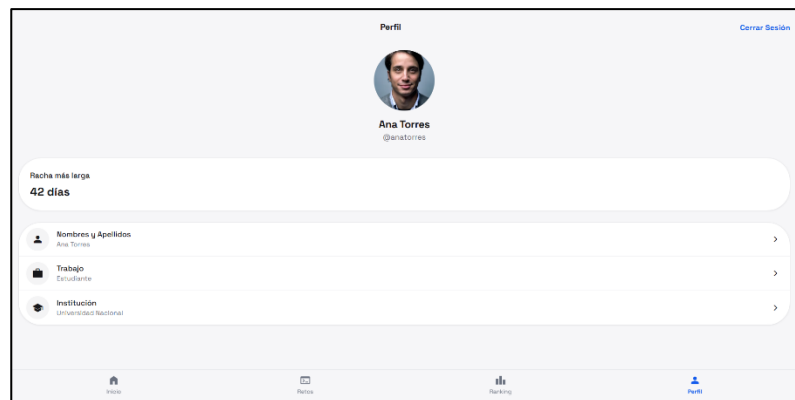 Perfil
Cerrar Sesión
Ana Torres
@anatorres
Racha más larga
42 días
Nombres y Apellidos
Ana Torres
Trabajo
Estudiante
Institución
Universidad Nacional
Inicio
Retos
Ranking
Perfil